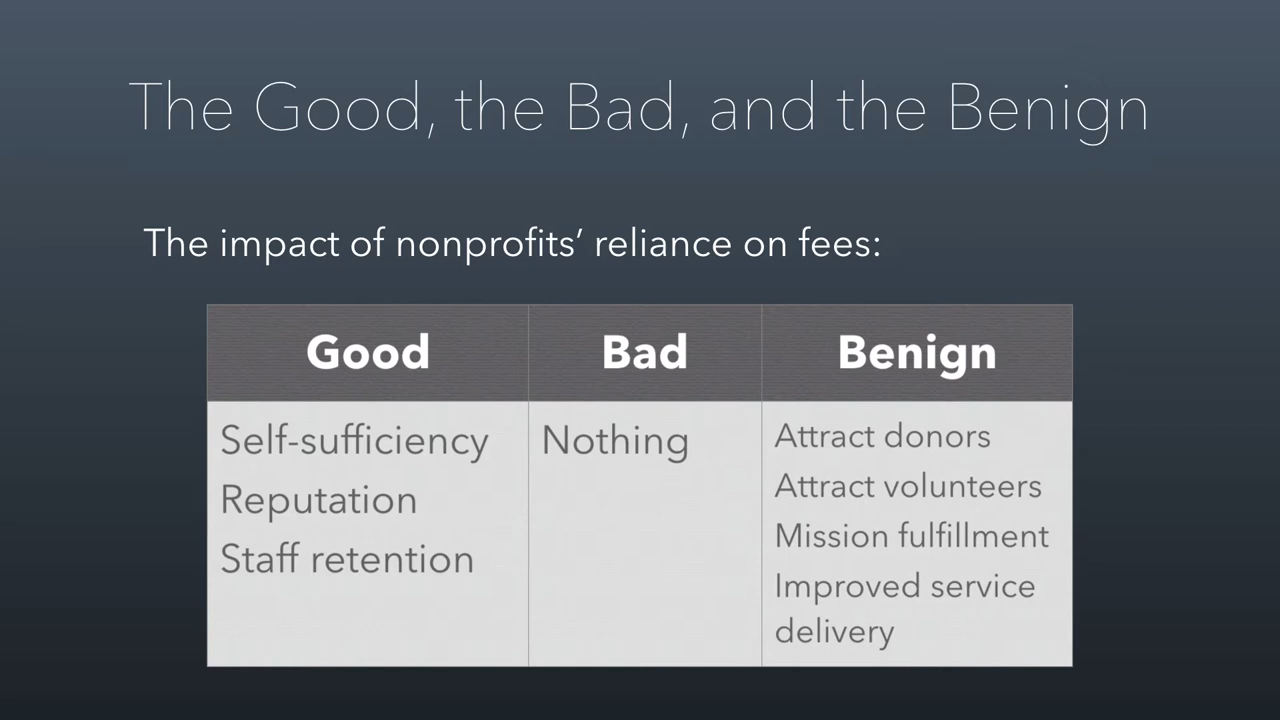 The Good, the Bad, and the Benign
The impact of nonprofits’ reliance on fees:
Good
Bad
Benign
Self-sufficiency
Reputation
Staff retention
Nothing
Attract donors
Attract volunteers
Mission fulfillment
Improved service
delivery